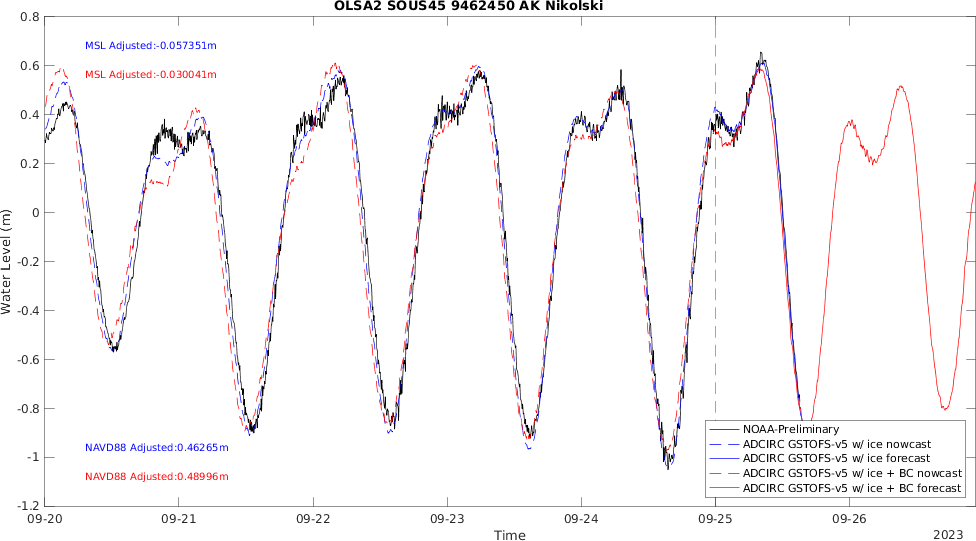 OLSA2 SOUS45 9462450 AK Nikolski
0.8
0.6
0.4
0.2
0
-0.2
-0.4
-0.6
-0.8
-1
-1.2
Water Level (m)
MSL Adjusted:-0.057351m
MSL Adjusted:-0.030041m
NAVD88 Adjusted:0.46265m
NAVD88 Adjusted:0.48996m
NOAA-Preliminary
ADCIRC GSTOFS-v5 w/ ice nowcast
ADCIRC GSTOFS-v5 w/ ice forecast
ADCIRC GSTOFS-v5 w/ ice + BC nowcast
ADCIRC GSTOFS-v5 w/ ice + BC forecast
09-20 09-21 09-22 09-23 09-24 09-25 09-26
Time
2023